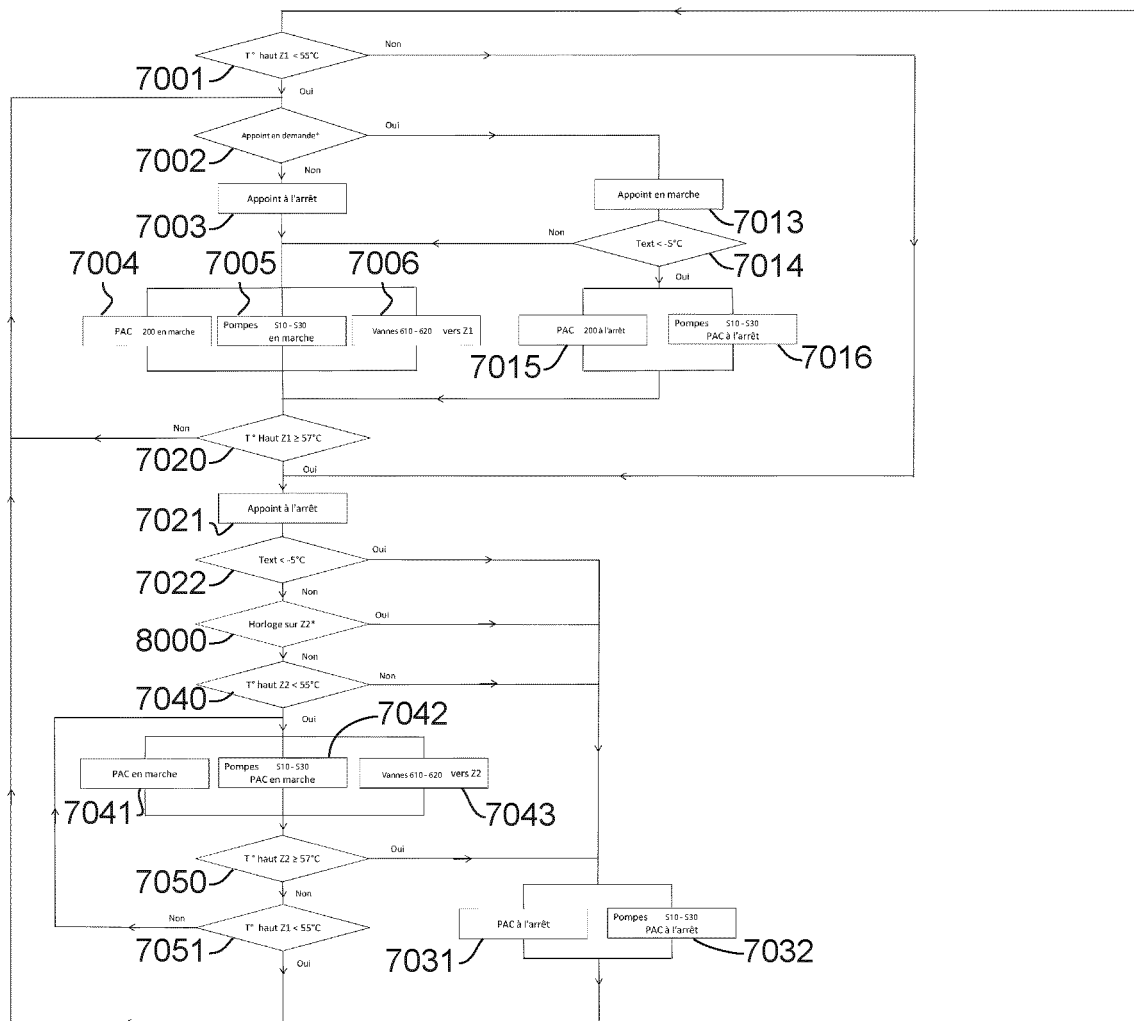 Non
T° haut Z1 < 55°C
7001
Oui
Oui
Appoint en demande*
7002
Non
Appoint à l'arrêt
7003
Appoint en marche
7013
Non
Text < -5°C
7014
Oui
7004
7005
7006
PAC 200 en marche
Pompes S10 - S30
en marche
Vannes 610 - 620 vers Z1
PAC 200 à l'arrêt
7015
Pompes S10 - S30
PAC à l'arrêt
7016
Non
T° Haut Z1 ≥ 57°C
7020
Oui
Appoint à l'arrêt
7021
Oui
Text < -5°C
7022
Non
Oui
Horloge sur Z2*
8000
Non
Non
T° haut Z2 < 55°C
7040
Oui
7042
PAC en marche
Pompes S10 - S30
PAC en marche
Vannes 610 - 620 vers Z2
7041
7043
Oui
T° haut Z2 ≥ 57°C
7050
Non
Non
T° haut Z1 < 55°C
7051
Oui
PAC à l'arrêt
7031
Pompes S10 - S30
PAC à l'arrêt
7032